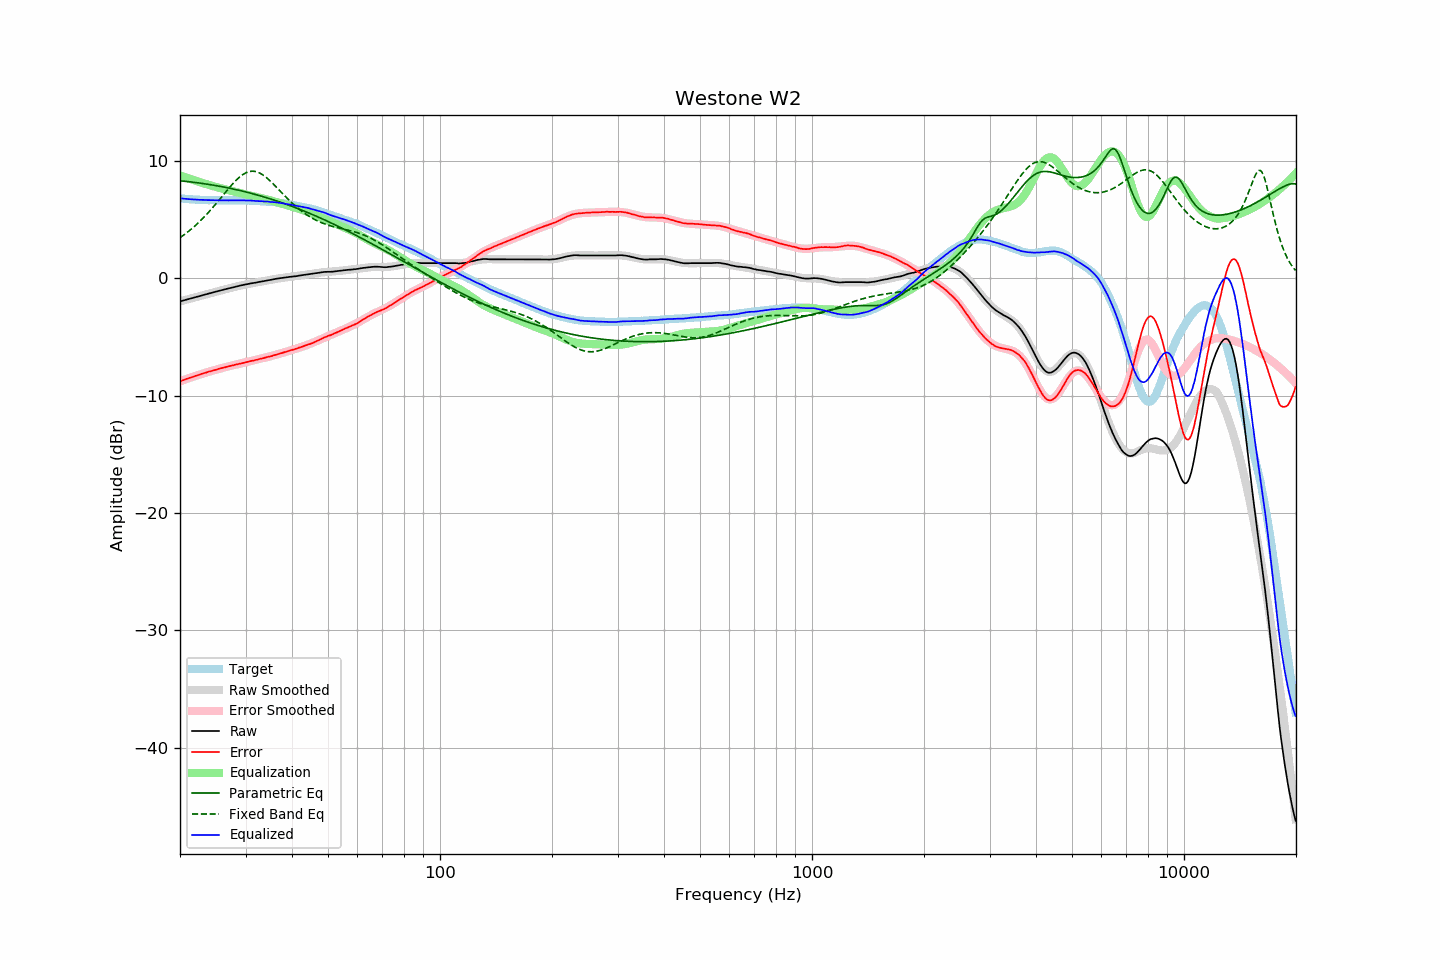 Westone W2
10
0
−10
−20
−30
−40
Amplitude (dBr)
Target
Raw Smoothed
Error Smoothed
Raw
Error
Equalization
Parametric Eq
Fixed Band Eq
Equalized
100 1000 10000
Frequency (Hz)